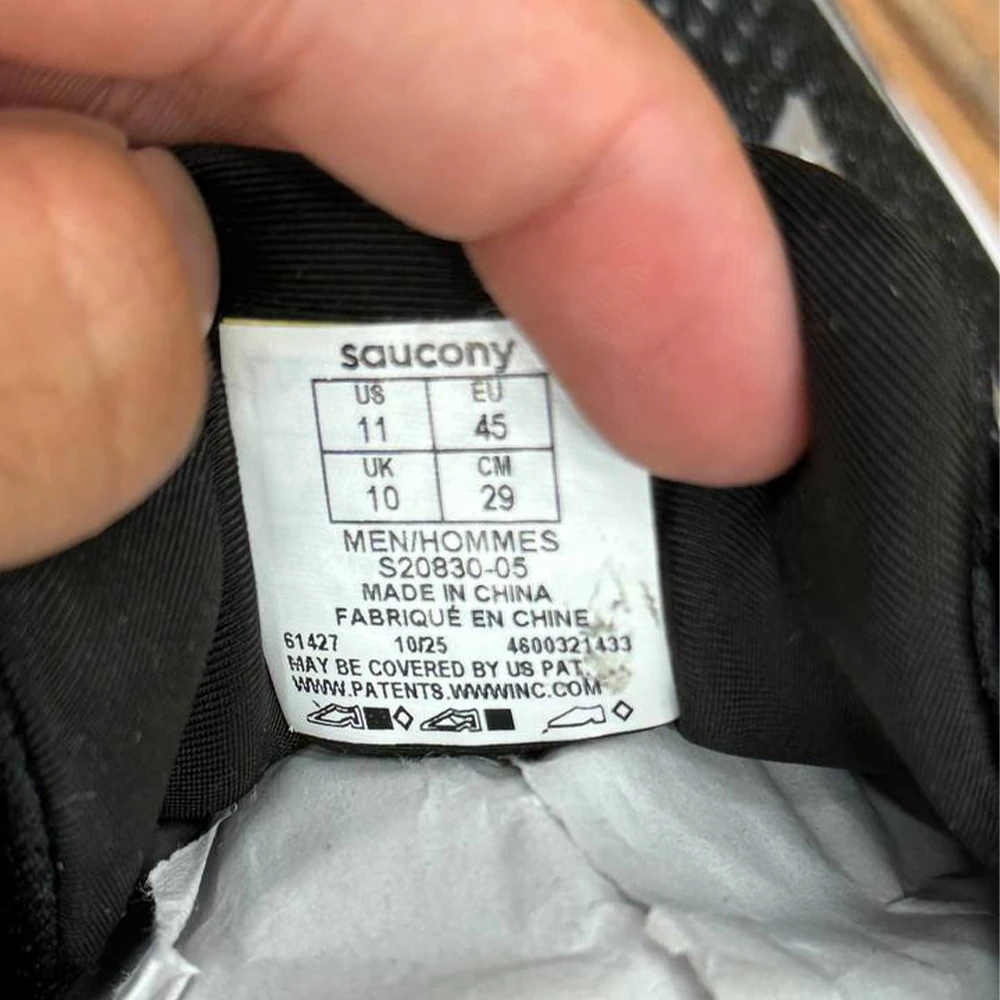 saucony
US EU
11 45
UK CM
10 29
MEN/HOMMES
S20830-05
MADE IN CHINA
FABRIQUÉ EN CHINE
61427 10/25 4600321433
MAY BE COVERED BY US PAT.
WWW.PATENTS.WWWINC.COM